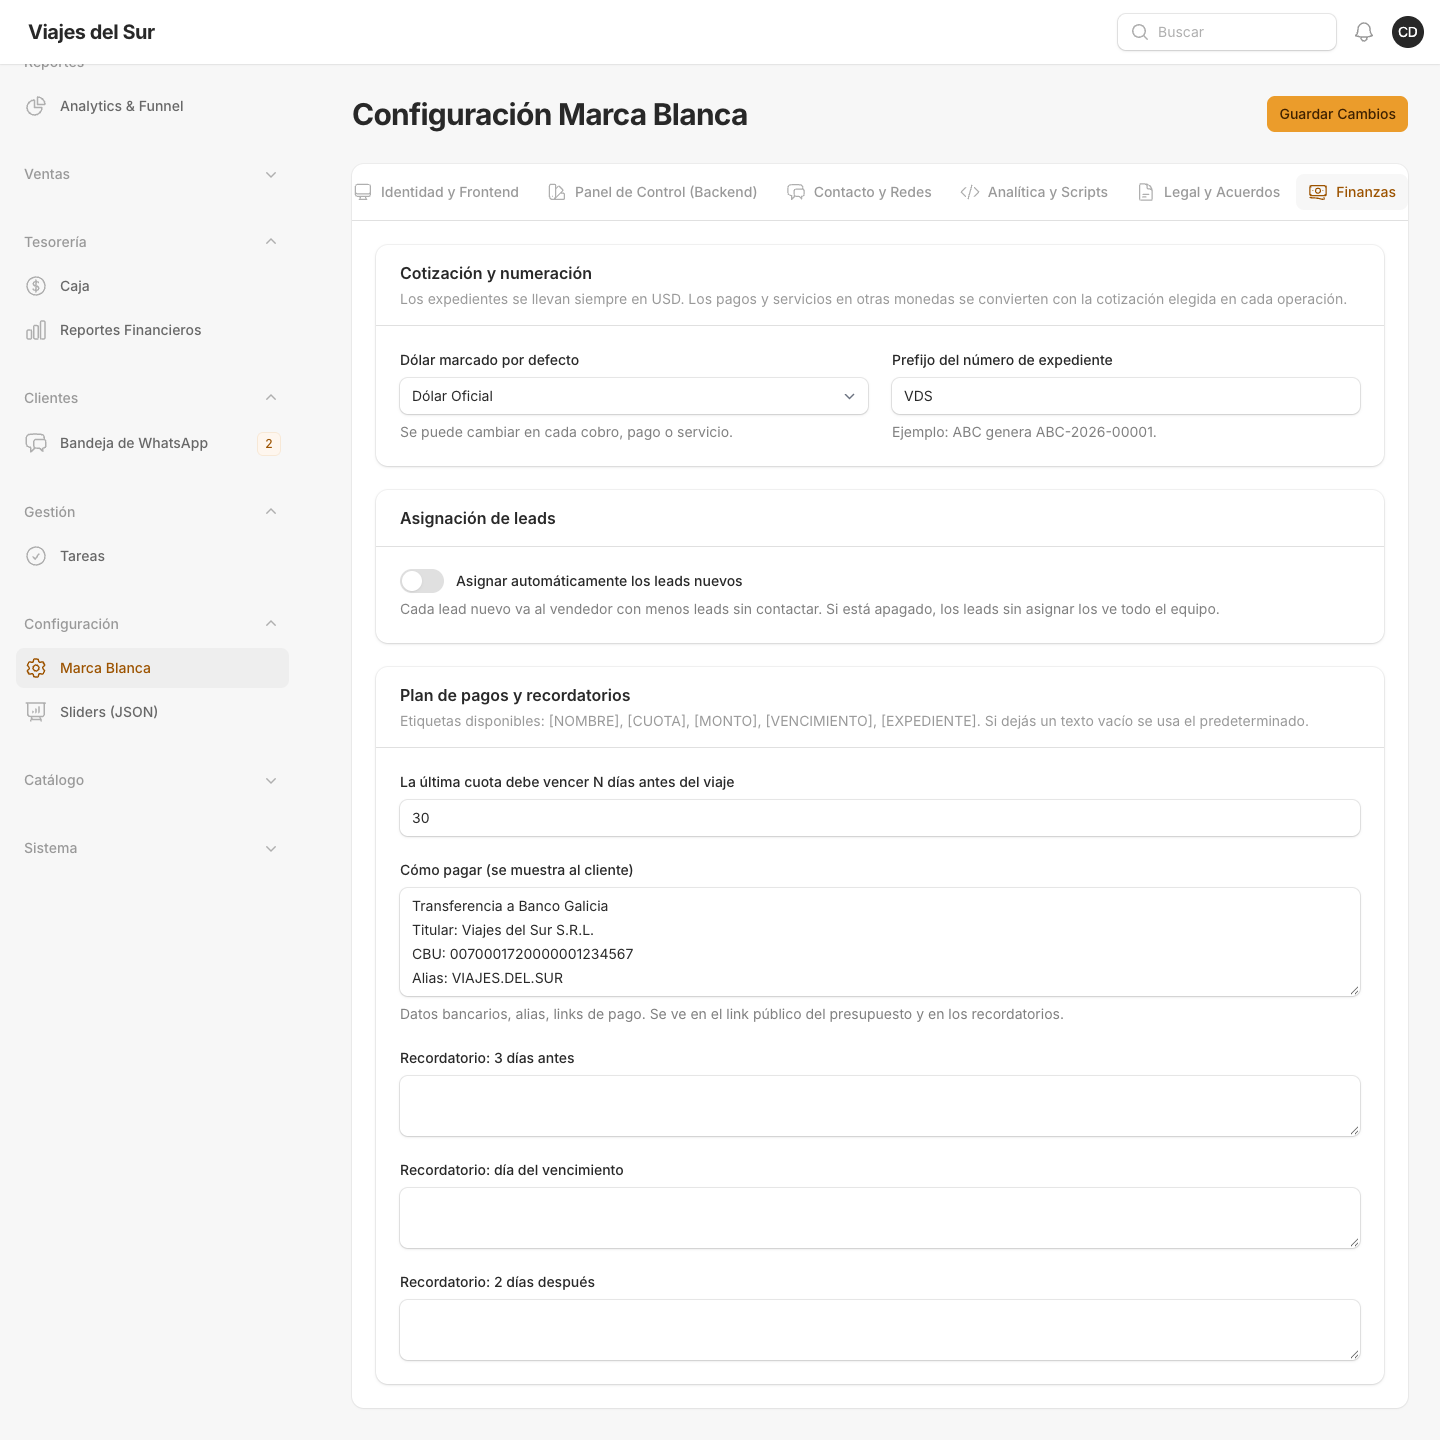 Viajes del Sur
Buscar
CD
Reportes
Analytics & Funnel
Ventas
Tesorería
Caja
Reportes Financieros
Clientes
Bandeja de WhatsApp
2
Gestión
Tareas
Configuración
Marca Blanca
Sliders (JSON)
Catálogo
Sistema
Configuración Marca Blanca
Guardar Cambios
Identidad y Frontend
Panel de Control (Backend)
Contacto y Redes
Analítica y Scripts
Legal y Acuerdos
Finanzas
Cotización y numeración
Los expedientes se llevan siempre en USD. Los pagos y servicios en otras monedas se convierten con la cotización elegida en cada operación.
Dólar marcado por defecto
Dólar Oficial
Se puede cambiar en cada cobro, pago o servicio.
Prefijo del número de expediente
VDS
Ejemplo: ABC genera ABC-2026-00001.
Asignación de leads
Asignar automáticamente los leads nuevos
Cada lead nuevo va al vendedor con menos leads sin contactar. Si está apagado, los leads sin asignar los ve todo el equipo.
Plan de pagos y recordatorios
Etiquetas disponibles: [NOMBRE], [CUOTA], [MONTO], [VENCIMIENTO], [EXPEDIENTE]. Si dejás un texto vacío se usa el predeterminado.
La última cuota debe vencer N días antes del viaje
30
Cómo pagar (se muestra al cliente)
Transferencia a Banco Galicia
Titular: Viajes del Sur S.R.L.
CBU: 0070001720000001234567
Alias: VIAJES.DEL.SUR
Datos bancarios, alias, links de pago. Se ve en el link público del presupuesto y en los recordatorios.
Recordatorio: 3 días antes
Recordatorio: día del vencimiento
Recordatorio: 2 días después